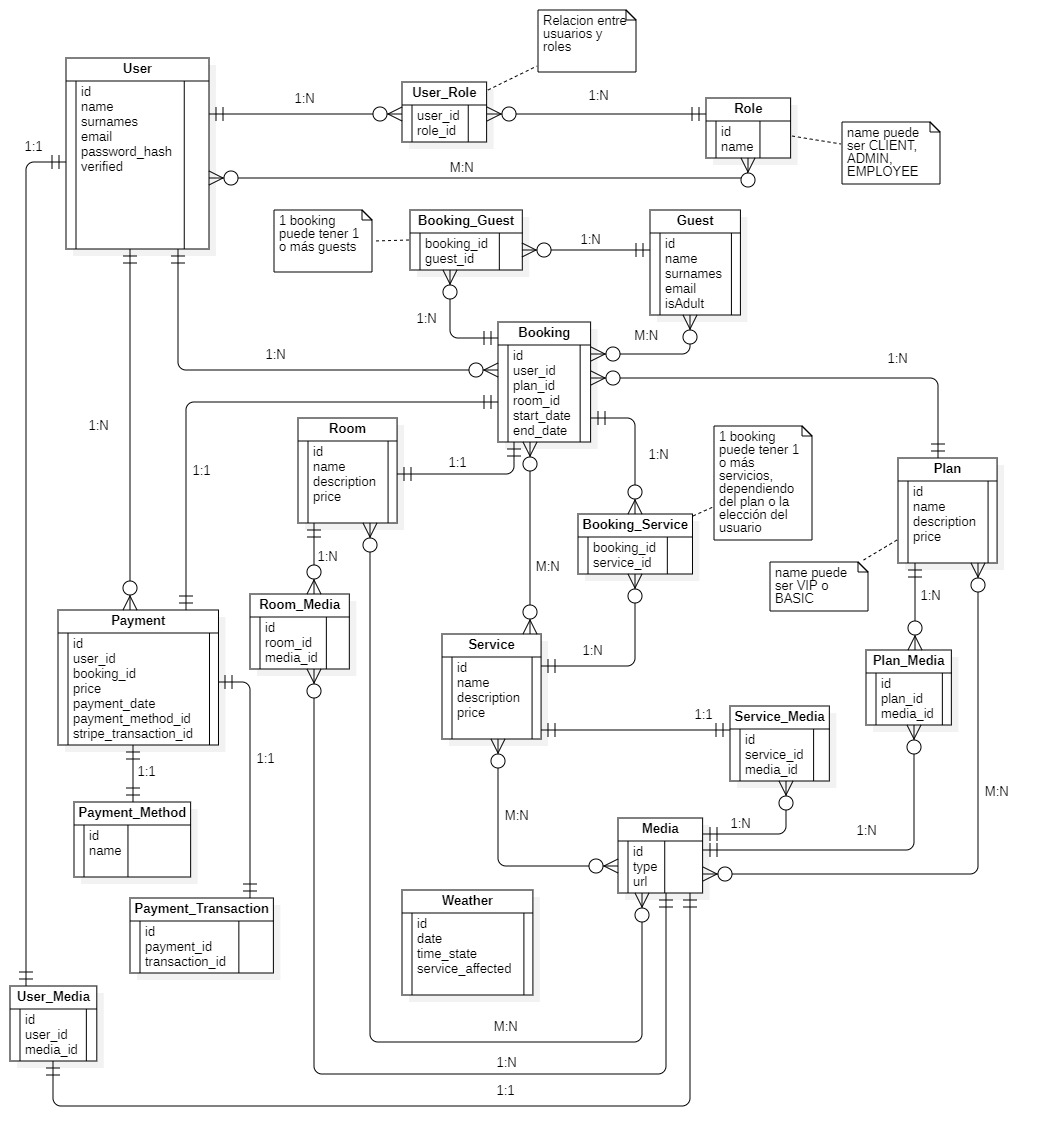 Relacion entre
usuarios y
roles
User
id
name
surnames
email
password_hash
verified
1:N
User_Role
user_id
role_id
1:N
Role
id
name
name puede
ser CLIENT,
ADMIN,
EMPLOYEE
1:1
M:N
1 booking
puede tener 1
o más guests
Booking_Guest
booking_id
guest_id
1:N
Guest
id
name
surnames
email
isAdult
1:N
M:N
Booking
id
user_id
plan_id
room_id
start_date
end_date
1:N
1:N
1:N
1:1
Room
id
name
description
price
1:1
1:N
1 booking
puede tener 1
o más
servicios,
dependiendo
del plan o la
elección del
usuario
Plan
id
name
description
price
Booking_Service
booking_id
service_id
name puede
ser VIP o
BASIC
1:N
M:N
1:N
Room_Media
id
room_id
media_id
Payment
id
user_id
booking_id
price
payment_date
payment_method_id
stripe_transaction_id
Service
id
name
description
price
1:N
Plan_Media
id
plan_id
media_id
1:1
Service_Media
id
service_id
media_id
1:1
1:1
M:N
Payment_Method
id
name
M:N
Media
id
type
url
1:N
1:N
Payment_Transaction
id
payment_id
transaction_id
Weather
id
date
time_state
service_affected
User_Media
id
user_id
media_id
M:N
1:N
1:1